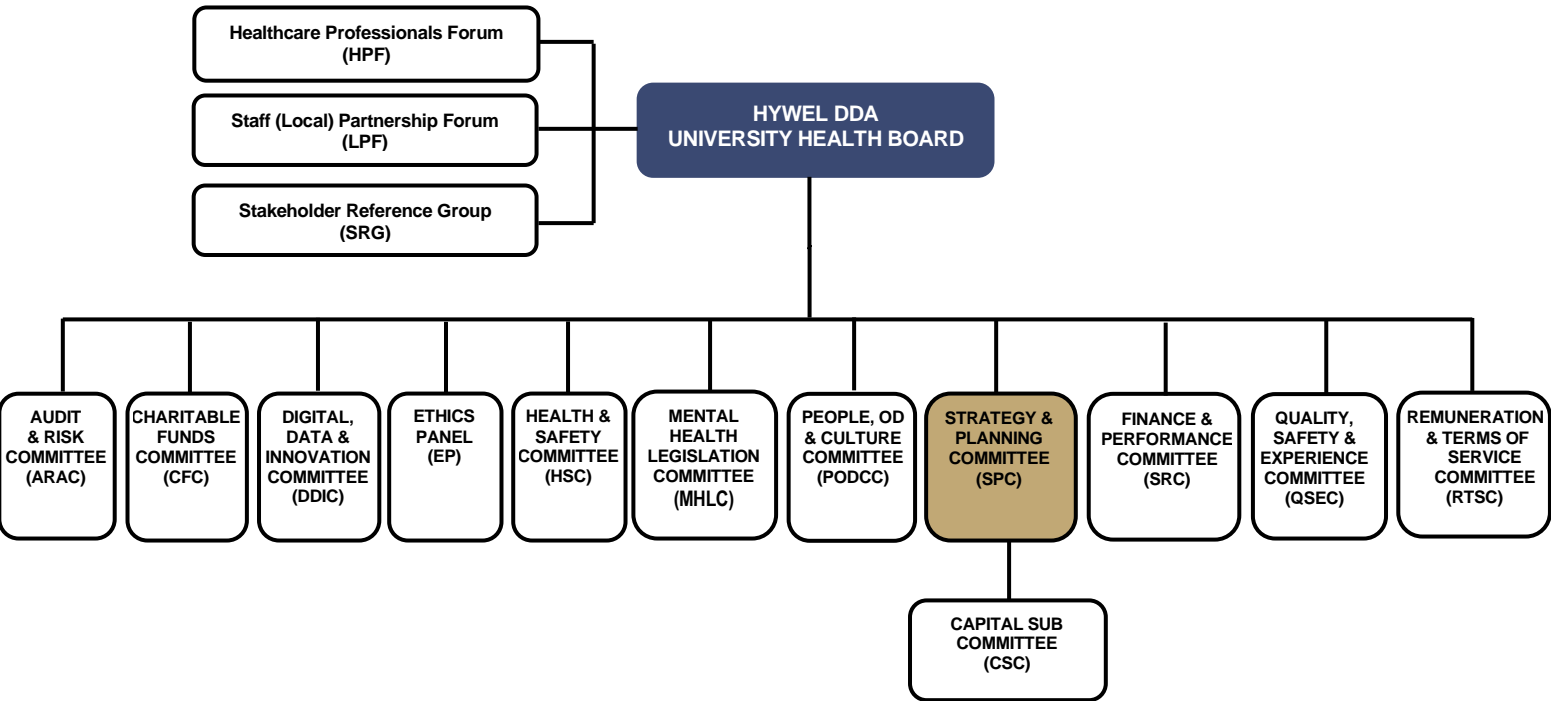 Healthcare Professionals Forum
(HPF)
Staff (Local) Partnership Forum
(LPF)
Stakeholder Reference Group
(SRG)
HYWEL DDA
UNIVERSITY HEALTH BOARD
AUDIT
& RISK
COMMITTEE
(ARAC)
CHARITABLE
FUNDS
COMMITTEE
(CFC)
DIGITAL,
DATA &
INNOVATION
COMMITTEE
(DDIC)
ETHICS
PANEL
(EP)
HEALTH &
SAFETY
COMMITTEE
(HSC)
MENTAL
HEALTH
LEGISLATION
COMMITTEE
(MHLC)
PEOPLE, OD
& CULTURE
COMMITTEE
(PODCC)
STRATEGY &
PLANNING
COMMITTEE
(SPC)
FINANCE &
PERFORMANCE
COMMITTEE
(SRC)
QUALITY,
SAFETY &
EXPERIENCE
COMMITTEE
(QSEC)
REMUNERATION
& TERMS OF
SERVICE
COMMITTEE
(RTSC)
CAPITAL SUB
COMMITTEE
(CSC)